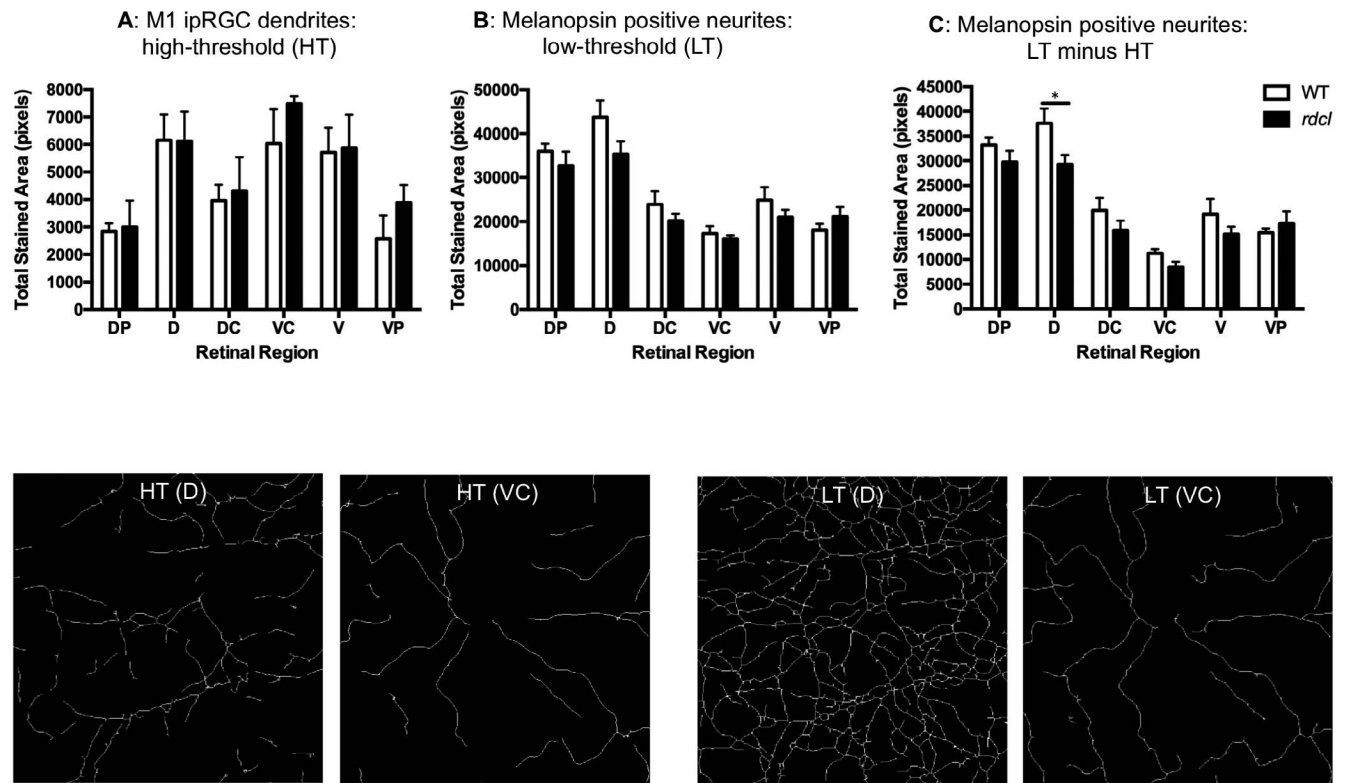 A: M1 ipRGC dendrites:
high-threshold (HT)
Total Stained Area (pixels)
8000
7000
6000
5000
4000
3000
2000
1000
0
DP D DC VC V VP
Retinal Region
B: Melanopsin positive neurites:
low-threshold (LT)
Total Stained Area (pixels)
50000
40000
30000
20000
10000
0
DP D DC VC V VP
Retinal Region
C: Melanopsin positive neurites:
LT minus HT
Total Stained Area (pixels)
45000
40000
35000
30000
25000
20000
15000
10000
5000
0
*
DP D DC VC V VP
Retinal Region
WT
rdcl
HT (D)
HT (VC)
LT (D)
LT (VC)